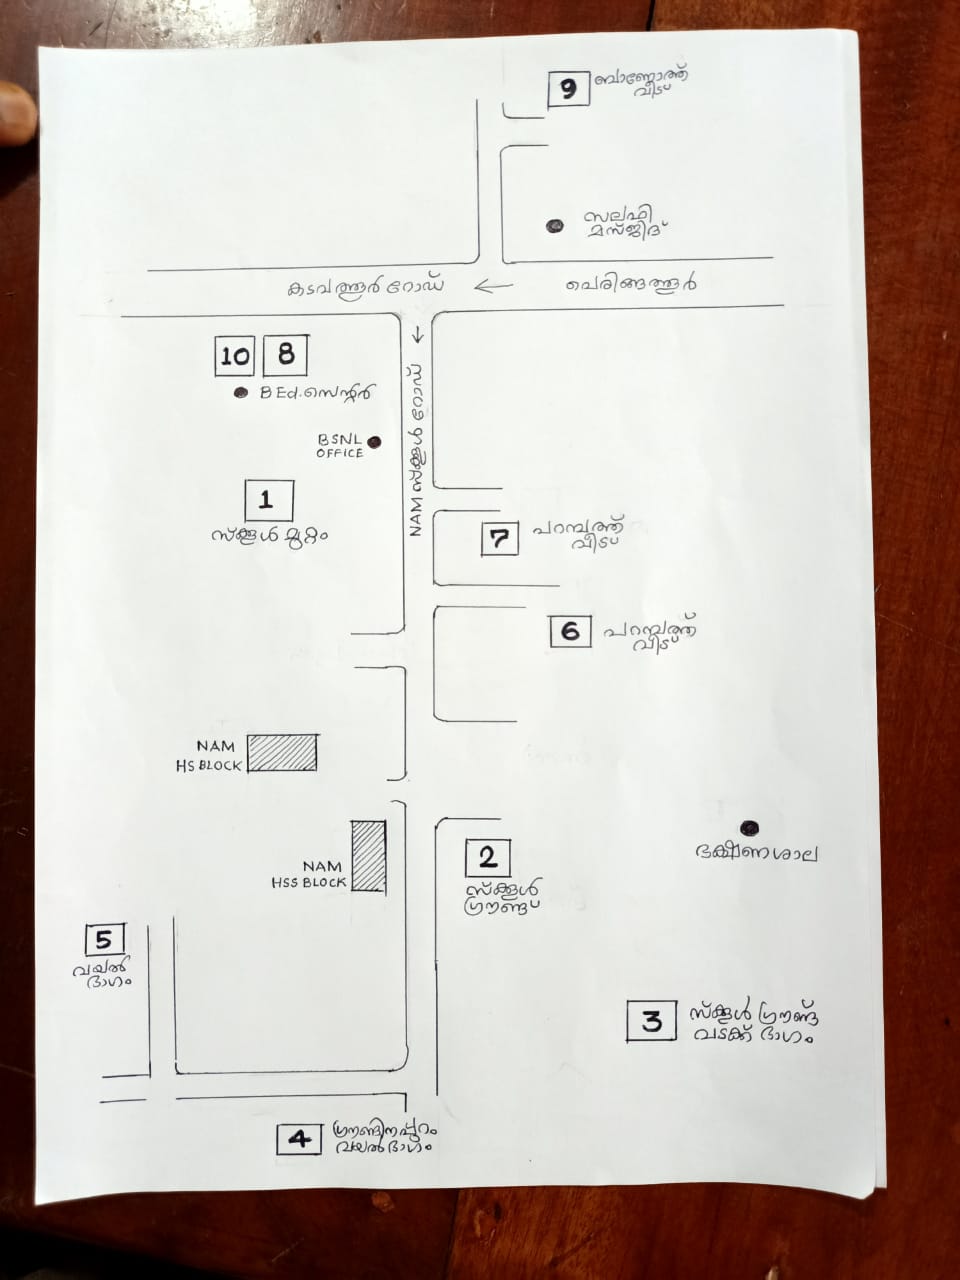 9
ബാണ്ണോത്ത്
വീട്
സലഫി
മസ്ജിദ്
കടവത്തൂർ റോഡ് ← പെരിങ്ങത്തൂർ
10 8
B Ed. സെന്റർ
BSNL
OFFICE
NAM സ്ക്കൂൾ റോഡ്
1
സ്ക്കൂൾ മുറ്റം
7
പറമ്പത്ത്
വീട്
6
പറമ്പത്ത്
വീട്
NAM
HS BLOCK
NAM
HSS BLOCK
2
സ്ക്കൂൾ
ഗ്രൗണ്ട്
ഭക്ഷണശാല
5
വയൽ
ഭാഗം
3
സ്ക്കൂൾ ഗ്രൗണ്ട്
വടക്ക് ഭാഗം
4
ഗ്രൗണ്ടിനപ്പുറം
വയൽ ഭാഗം